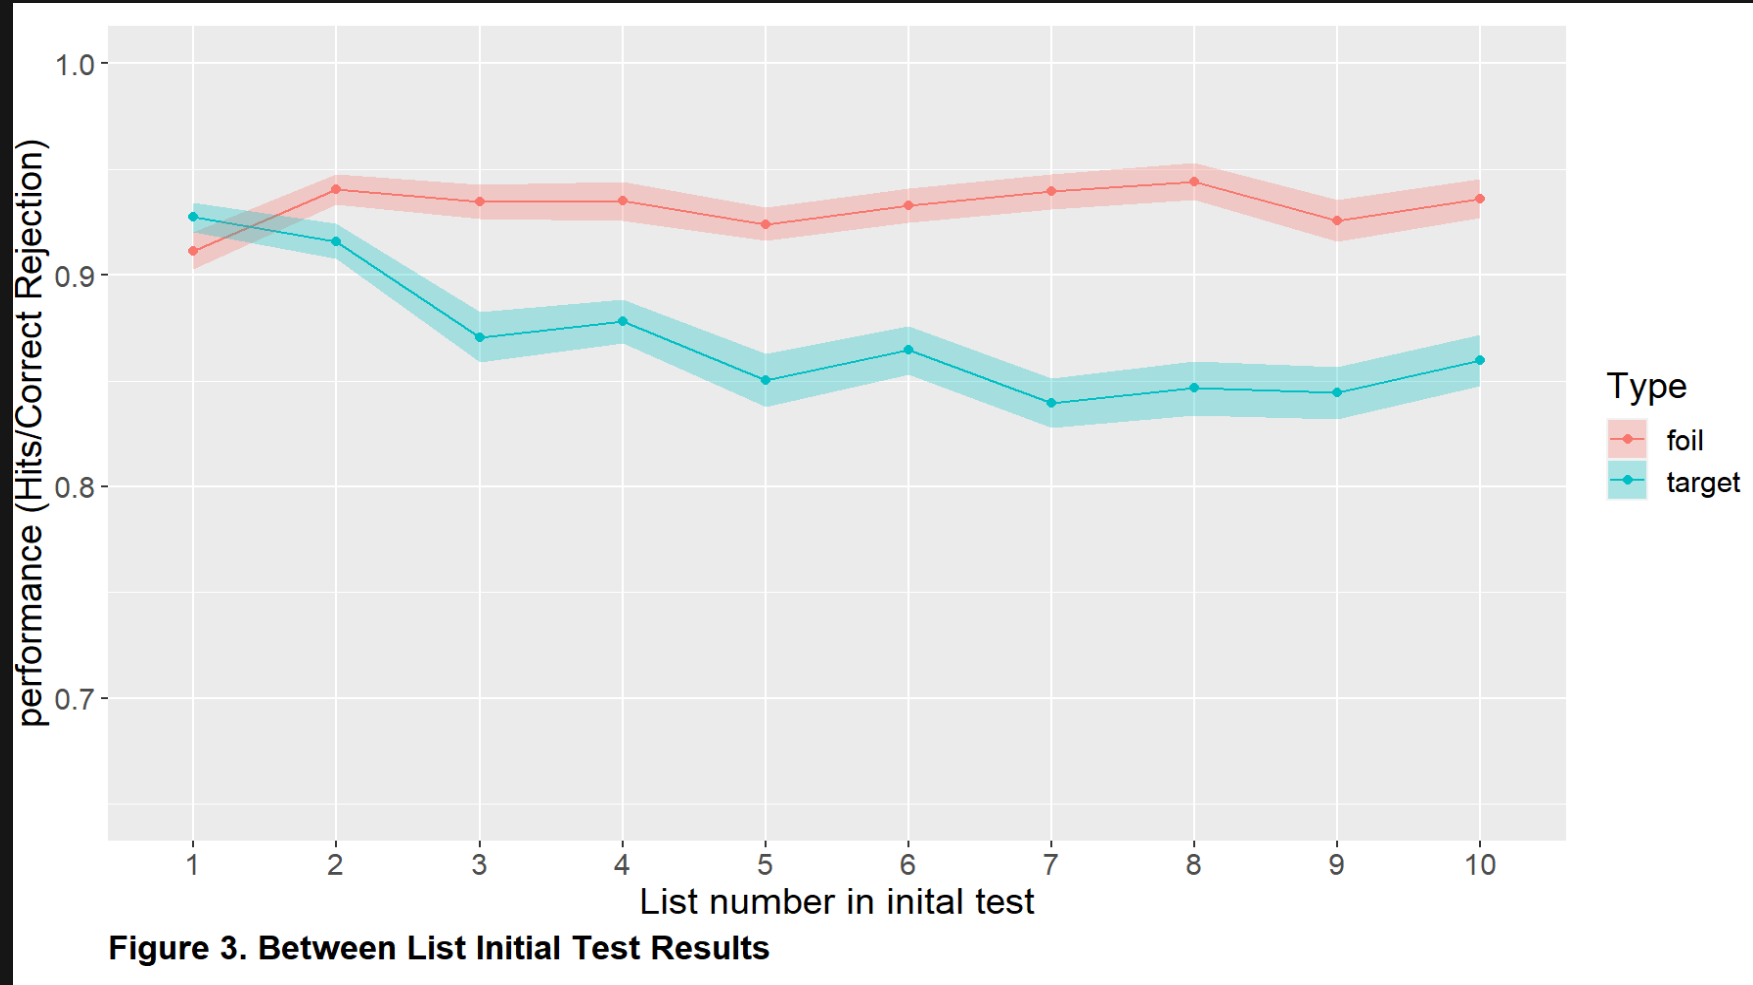 performance (Hits/Correct Rejection)
1.0
0.9
0.8
0.7
1 2 3 4 5 6 7 8 9 10
List number in inital test
Type
foil
target
Figure 3. Between List Initial Test Results